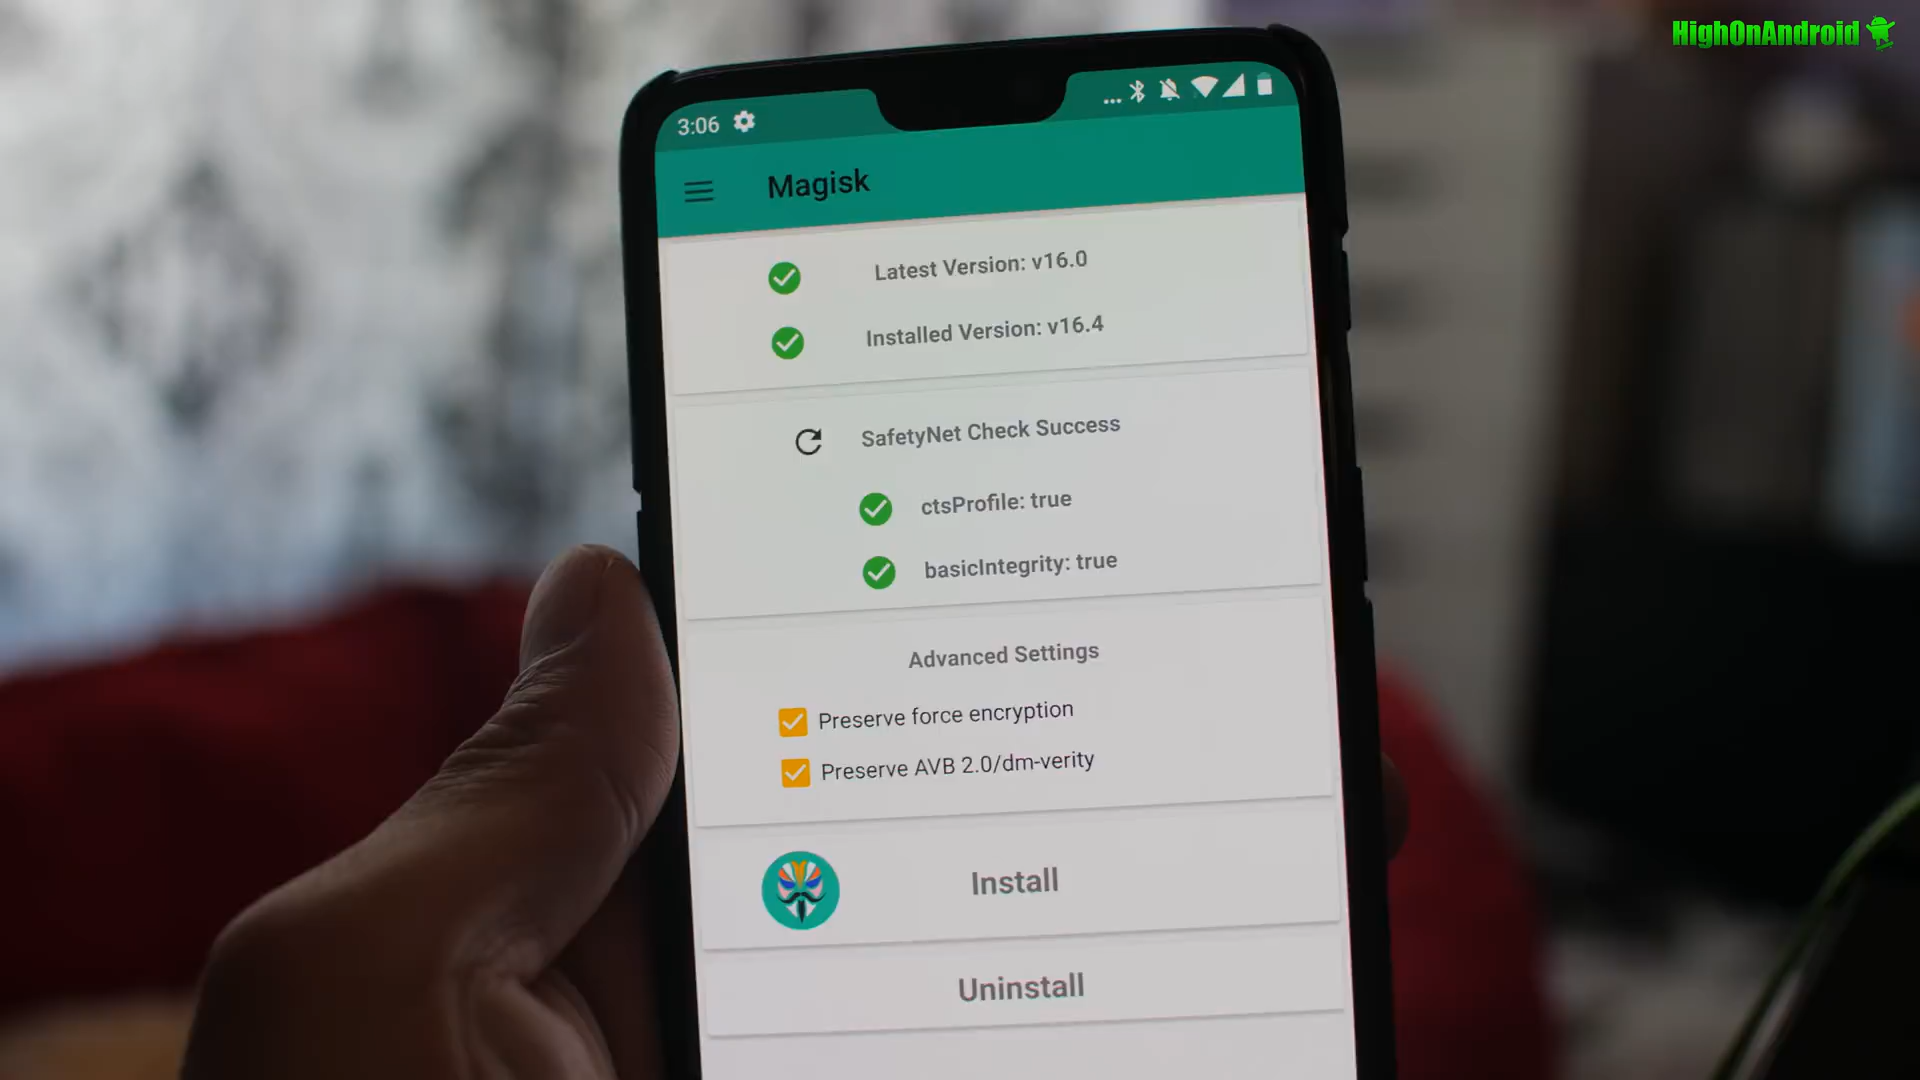 HighOnAndroid
3:06
Magisk
Latest Version: v16.0
Installed Version: v16.4
SafetyNet Check Success
ctsProfile: true
basicIntegrity: true
Advanced Settings
Preserve force encryption
Preserve AVB 2.0/dm-verity
Install
Uninstall